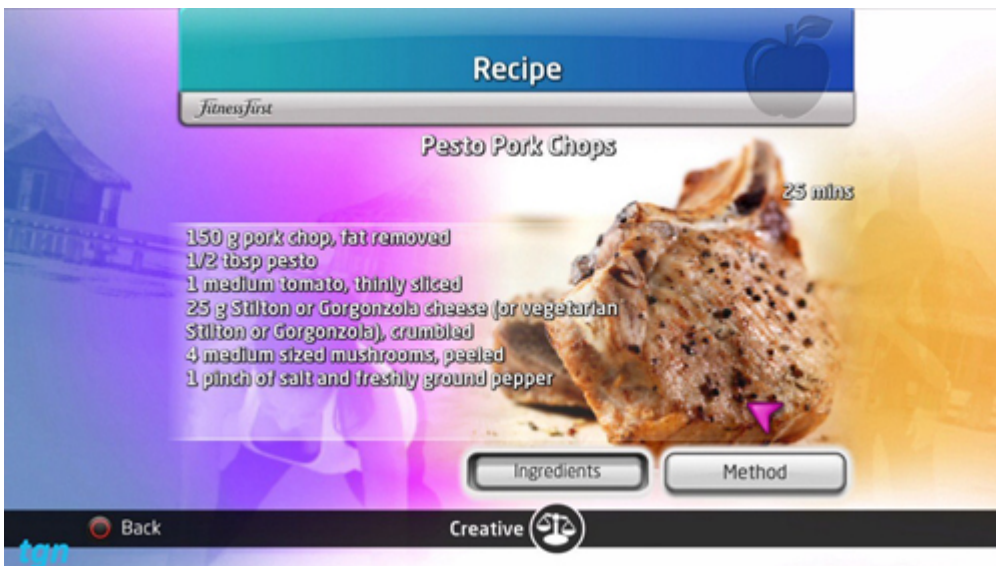 Recipe
FitnessFirst
Pesto Pork Chops
25 mins
150 g pork chop, fat removed
1/2 tbsp pesto
1 medium tomato, thinly sliced
25 g Stilton or Gorgonzola cheese (or vegetarian
Stilton or Gorgonzola), crumbled
4 medium sized mushrooms, peeled
1 pinch of salt and freshly ground pepper
Ingredients
Method
Back
Creative
tgn